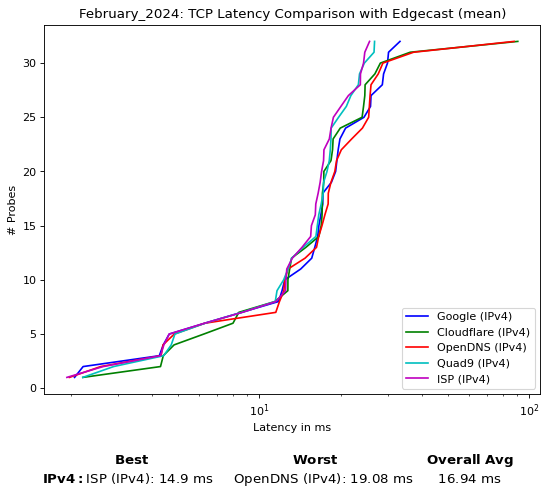 February_2024: TCP Latency Comparison with Edgecast (mean)
# Probes
30
25
20
15
10
5
0
Google (IPv4)
Cloudflare (IPv4)
OpenDNS (IPv4)
Quad9 (IPv4)
ISP (IPv4)
10¹ 10²
Latency in ms
Best Worst Overall Avg
IPv4: ISP (IPv4): 14.9 ms OpenDNS (IPv4): 19.08 ms 16.94 ms